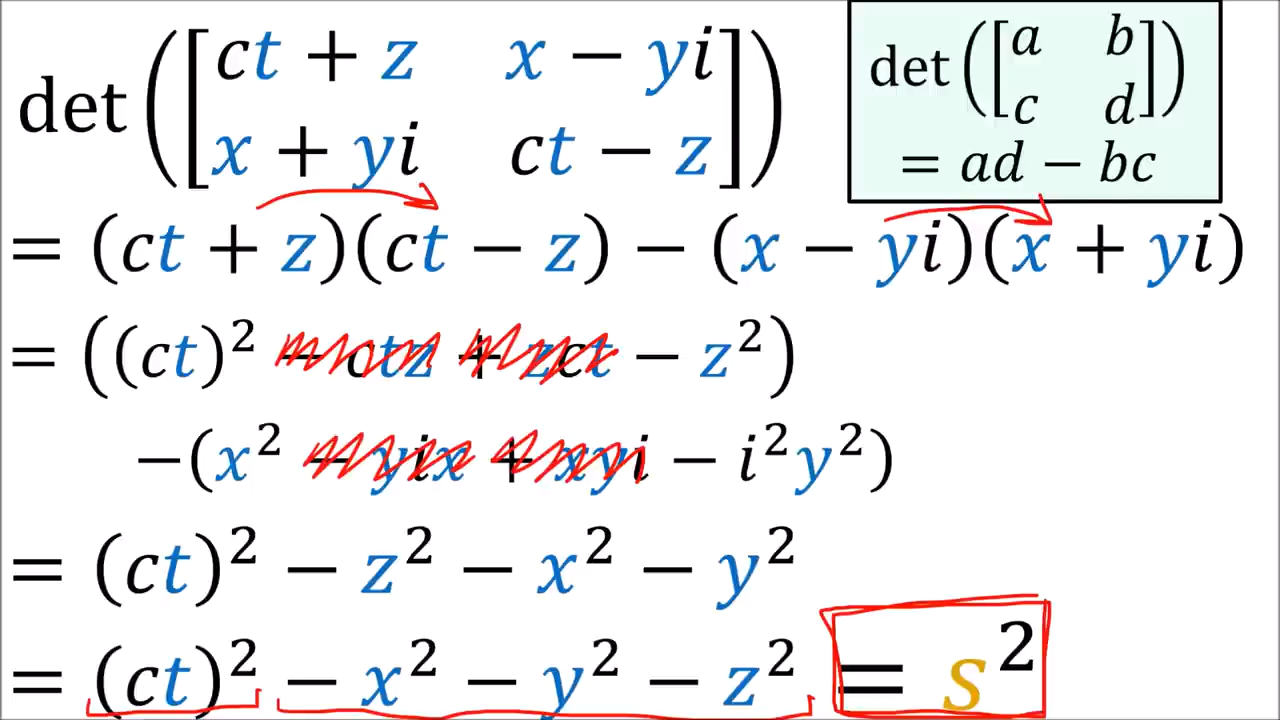 det([ct + z x − yi
x + yi ct − z])
det([a b
c d])
= ad − bc
= (ct + z)(ct − z) − (x − yi)(x + yi)
= ((ct)² − ctz + zct − z²)
−(x² − yix + xyi − i²y²)
= (ct)² − z² − x² − y²
= (ct)² − x² − y² − z² = s²